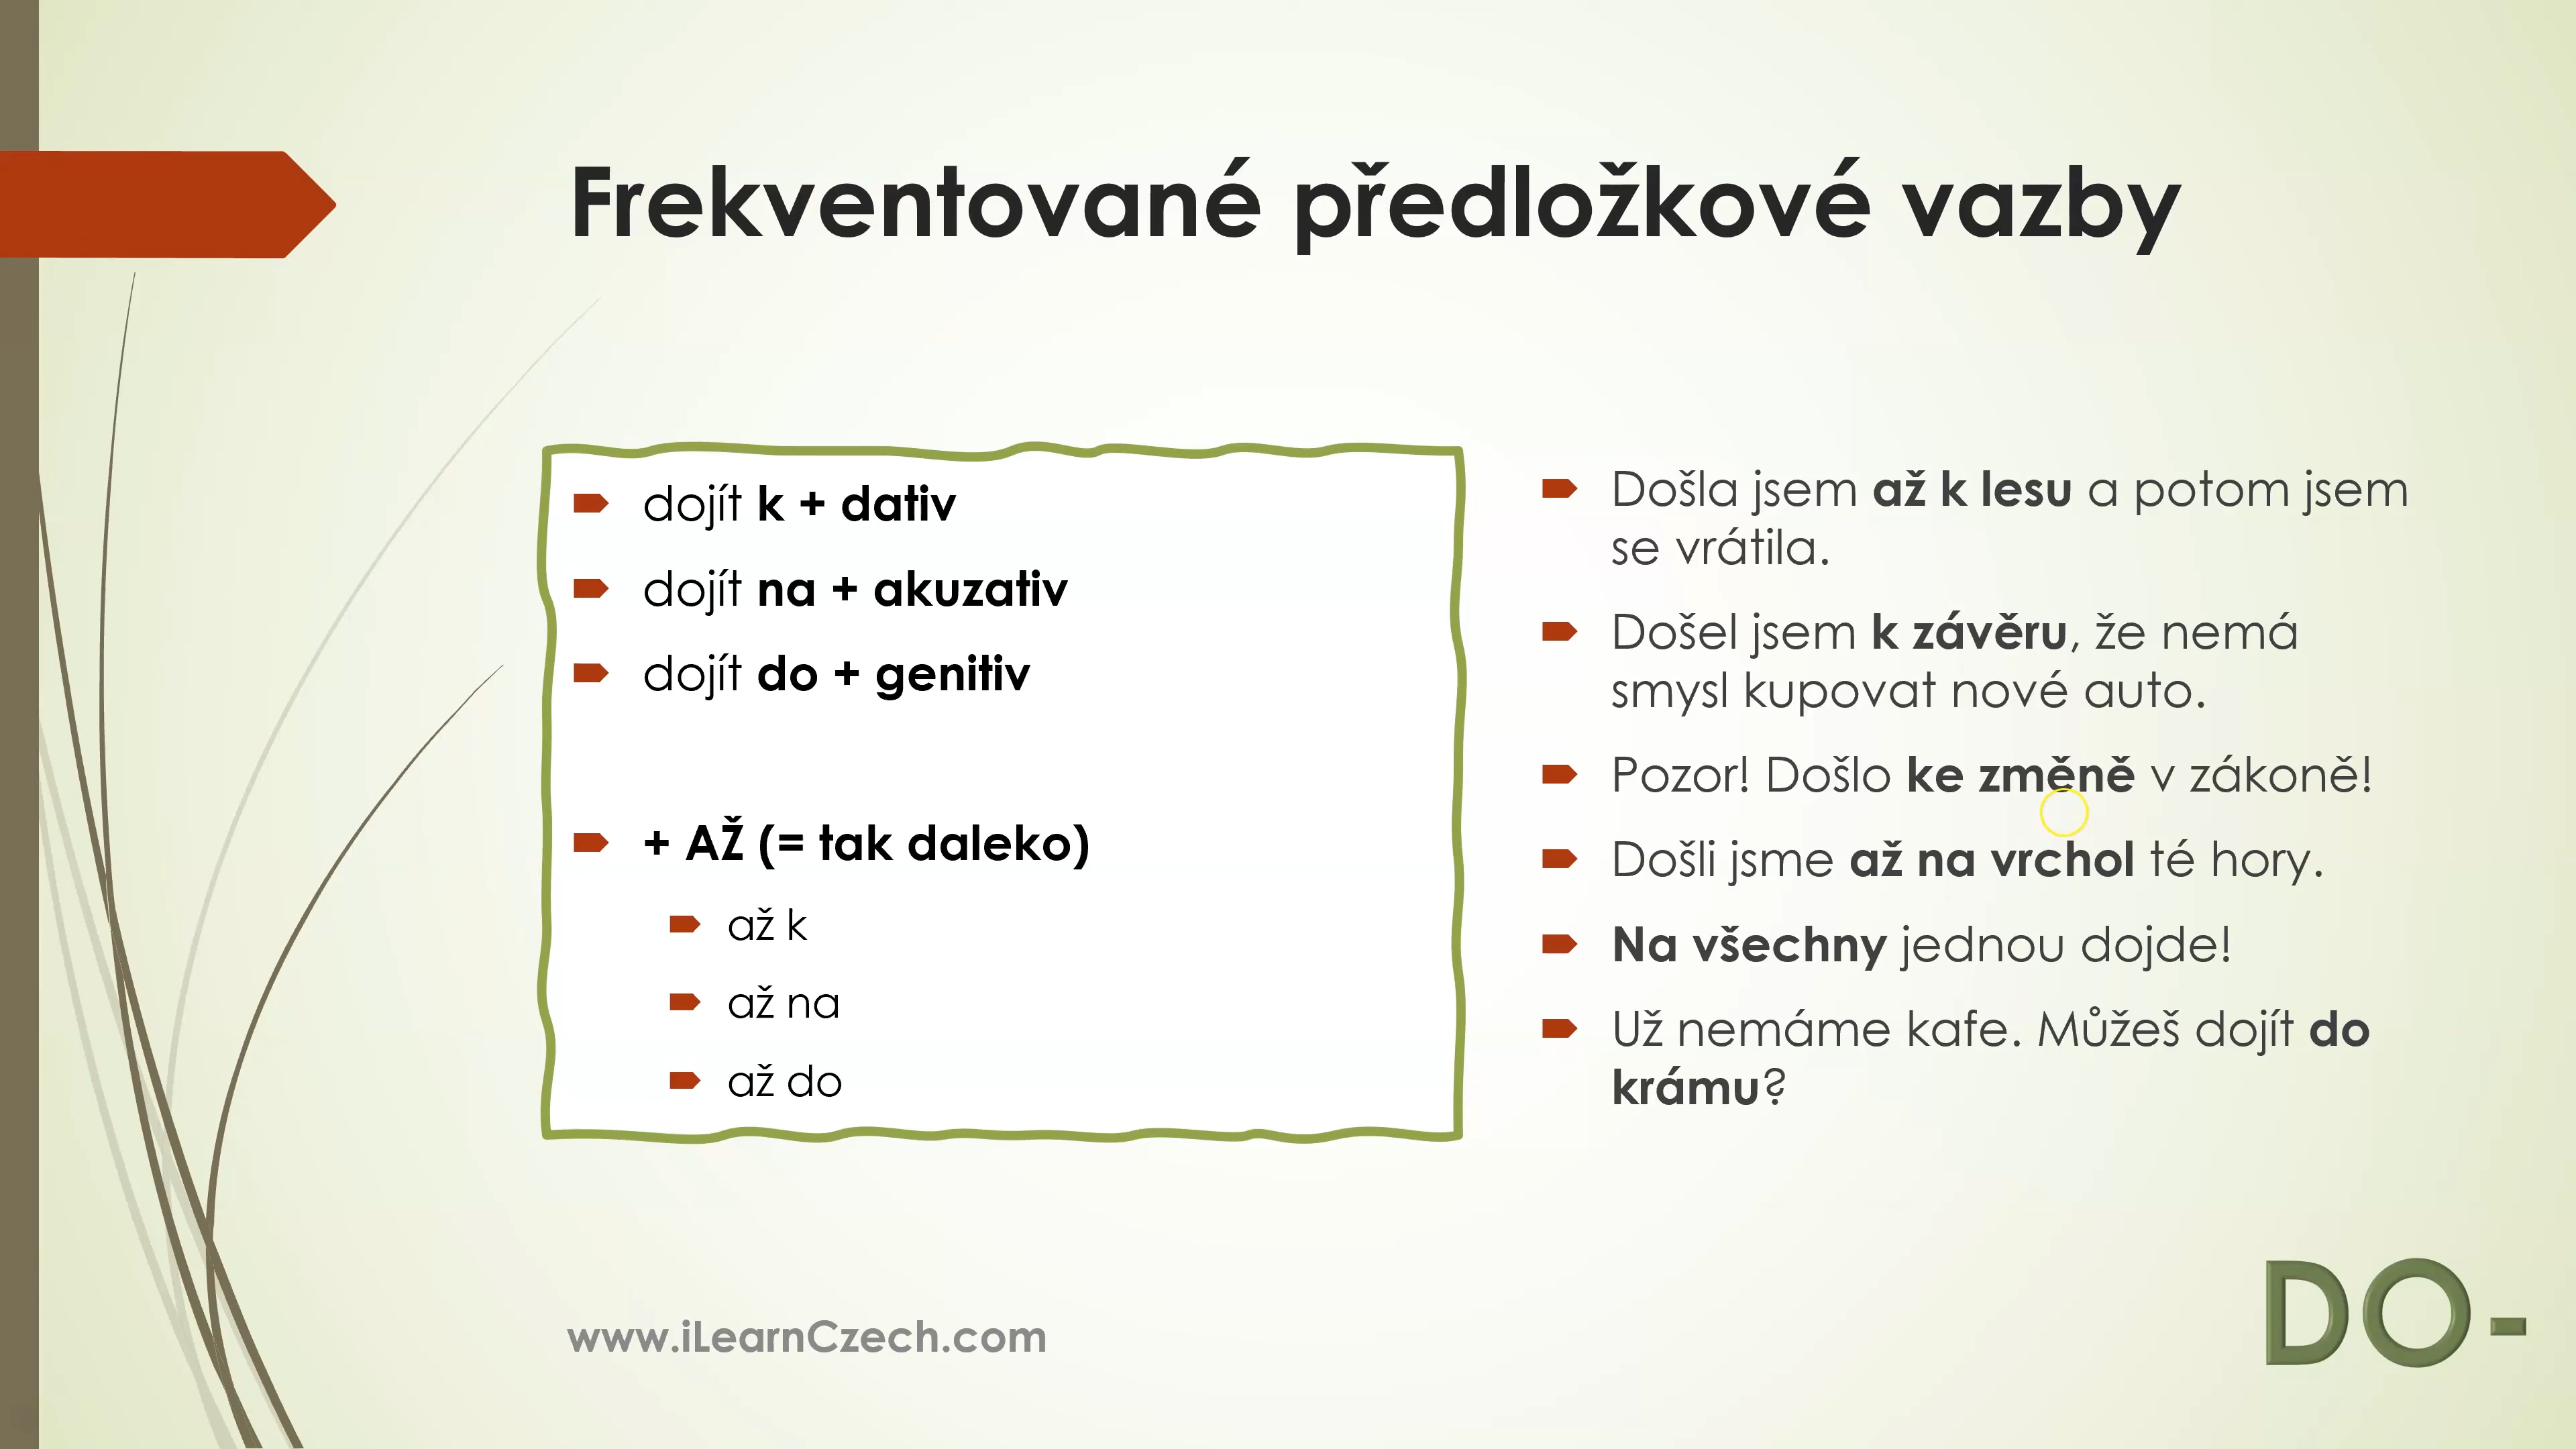 Frekventované předložkové vazby
dojít k + dativ
dojít na + akuzativ
dojít do + genitiv
+ AŽ (= tak daleko)
až k
až na
až do
Došla jsem až k lesu a potom jsem
se vrátila.
Došel jsem k závěru, že nemá
smysl kupovat nové auto.
Pozor! Došlo ke změně v zákoně!
Došli jsme až na vrchol té hory.
Na všechny jednou dojde!
Už nemáme kafe. Můžeš dojít do
krámu?
www.iLearnCzech.com
DO-